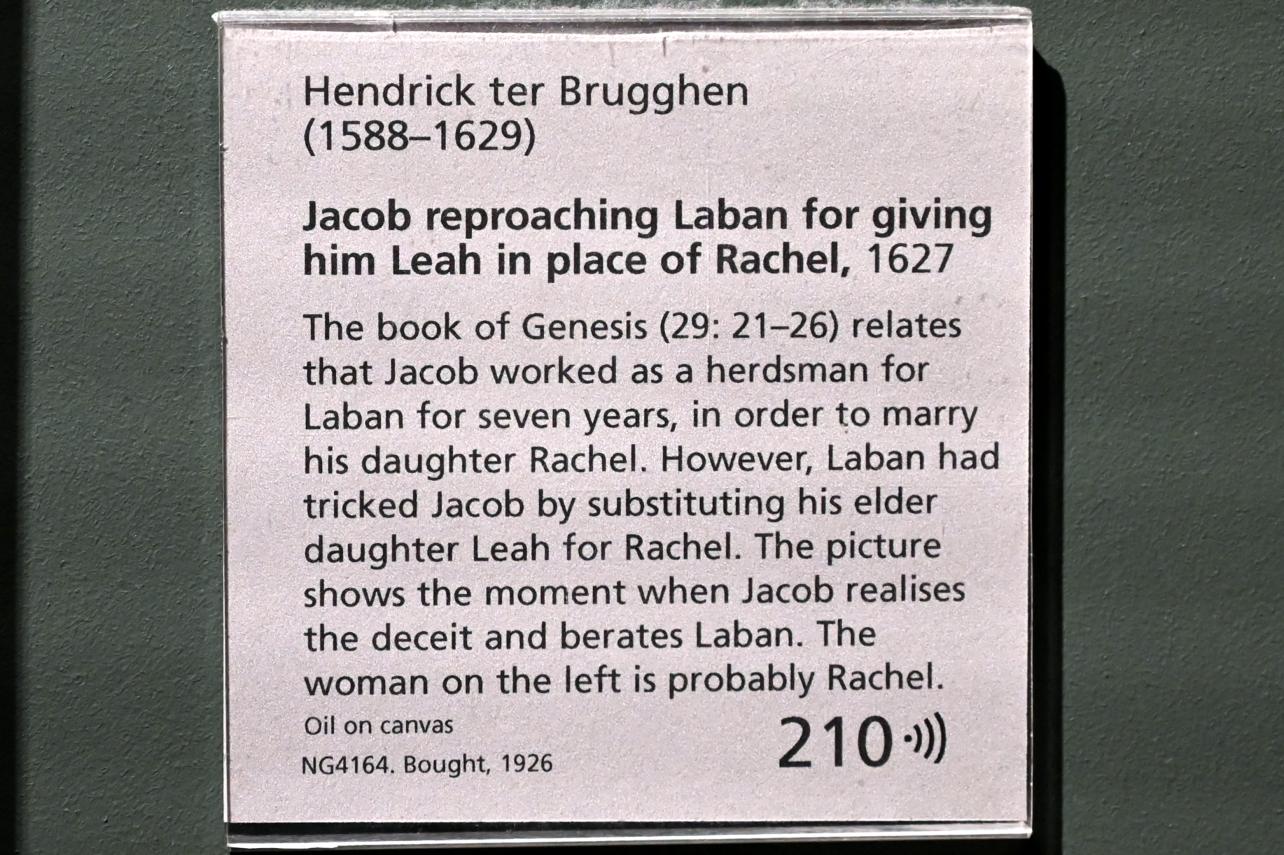 Hendrick ter Brugghen
(1588–1629)
Jacob reproaching Laban for giving
him Leah in place of Rachel, 1627
The book of Genesis (29: 21–26) relates
that Jacob worked as a herdsman for
Laban for seven years, in order to marry
his daughter Rachel. However, Laban had
tricked Jacob by substituting his elder
daughter Leah for Rachel. The picture
shows the moment when Jacob realises
the deceit and berates Laban. The
woman on the left is probably Rachel.
Oil on canvas
NG4164. Bought, 1926
210